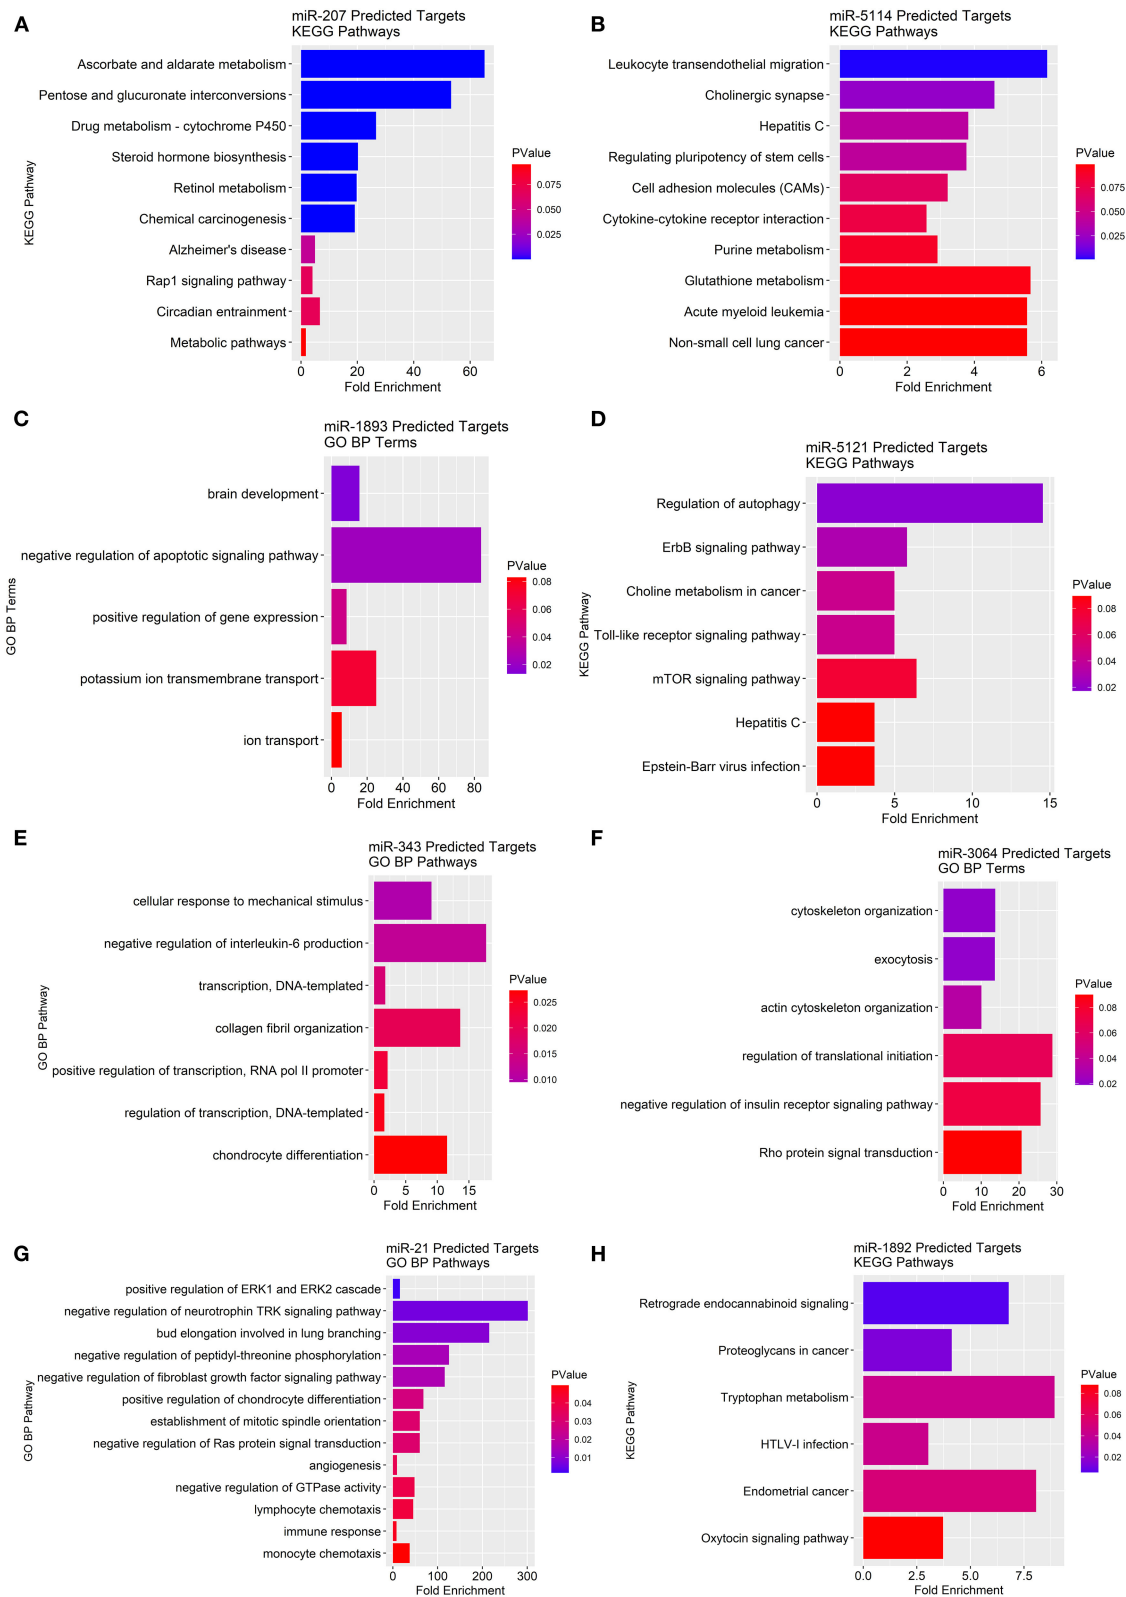 A
miR-207 Predicted Targets
KEGG Pathways
KEGG Pathway
Ascorbate and aldarate metabolism
Pentose and glucuronate interconversions
Drug metabolism - cytochrome P450
Steroid hormone biosynthesis
Retinol metabolism
Chemical carcinogenesis
Alzheimer's disease
Rap1 signaling pathway
Circadian entrainment
Metabolic pathways
0 20 40 60
Fold Enrichment
PValue
0.075
0.050
0.025
B
miR-5114 Predicted Targets
KEGG Pathways
Leukocyte transendothelial migration
Cholinergic synapse
Hepatitis C
Regulating pluripotency of stem cells
Cell adhesion molecules (CAMs)
Cytokine-cytokine receptor interaction
Purine metabolism
Glutathione metabolism
Acute myeloid leukemia
Non-small cell lung cancer
0 2 4 6
Fold Enrichment
PValue
0.075
0.050
0.025
C
miR-1893 Predicted Targets
GO BP Terms
GO BP Terms
brain development
negative regulation of apoptotic signaling pathway
positive regulation of gene expression
potassium ion transmembrane transport
ion transport
0 20 40 60 80
Fold Enrichment
PValue
0.08
0.06
0.04
0.02
D
miR-5121 Predicted Targets
KEGG Pathways
KEGG Pathway
Regulation of autophagy
ErbB signaling pathway
Choline metabolism in cancer
Toll-like receptor signaling pathway
mTOR signaling pathway
Hepatitis C
Epstein-Barr virus infection
0 5 10 15
Fold Enrichment
PValue
0.08
0.06
0.04
0.02
E
miR-343 Predicted Targets
GO BP Pathways
GO BP Pathway
cellular response to mechanical stimulus
negative regulation of interleukin-6 production
transcription, DNA-templated
collagen fibril organization
positive regulation of transcription, RNA pol II promoter
regulation of transcription, DNA-templated
chondrocyte differentiation
0 5 10 15
Fold Enrichment
PValue
0.025
0.020
0.015
0.010
F
miR-3064 Predicted Targets
GO BP Terms
cytoskeleton organization
exocytosis
actin cytoskeleton organization
regulation of translational initiation
negative regulation of insulin receptor signaling pathway
Rho protein signal transduction
0 10 20 30
Fold Enrichment
PValue
0.08
0.06
0.04
0.02
G
miR-21 Predicted Targets
GO BP Pathways
GO BP Pathway
positive regulation of ERK1 and ERK2 cascade
negative regulation of neurotrophin TRK signaling pathway
bud elongation involved in lung branching
negative regulation of peptidyl-threonine phosphorylation
negative regulation of fibroblast growth factor signaling pathway
positive regulation of chondrocyte differentiation
establishment of mitotic spindle orientation
negative regulation of Ras protein signal transduction
angiogenesis
negative regulation of GTPase activity
lymphocyte chemotaxis
immune response
monocyte chemotaxis
0 100 200 300
Fold Enrichment
PValue
0.04
0.03
0.02
0.01
H
miR-1892 Predicted Targets
KEGG Pathways
KEGG Pathway
Retrograde endocannabinoid signaling
Proteoglycans in cancer
Tryptophan metabolism
HTLV-I infection
Endometrial cancer
Oxytocin signaling pathway
0.0 2.5 5.0 7.5
Fold Enrichment
PValue
0.08
0.06
0.04
0.02